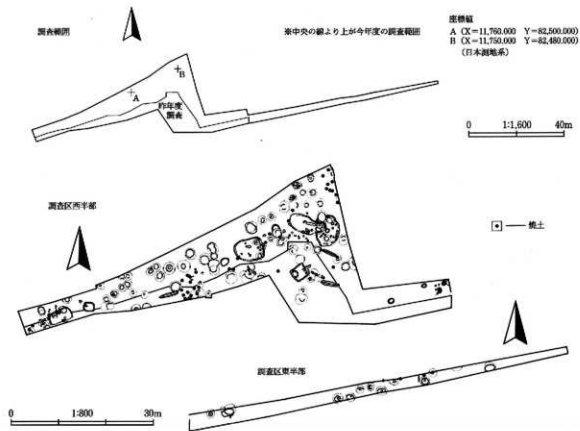 調査範囲
※中央の線より上が今年度の調査範囲
座標値
A (X=11,760.000 Y=82,500.000)
B (X=11,750.000 Y=82,480.000)
(日本測地系)
B
A
昨年度
調査
0 1:1,600 40m
調査区西半部
焼土
調査区東半部
0 1:800 30m